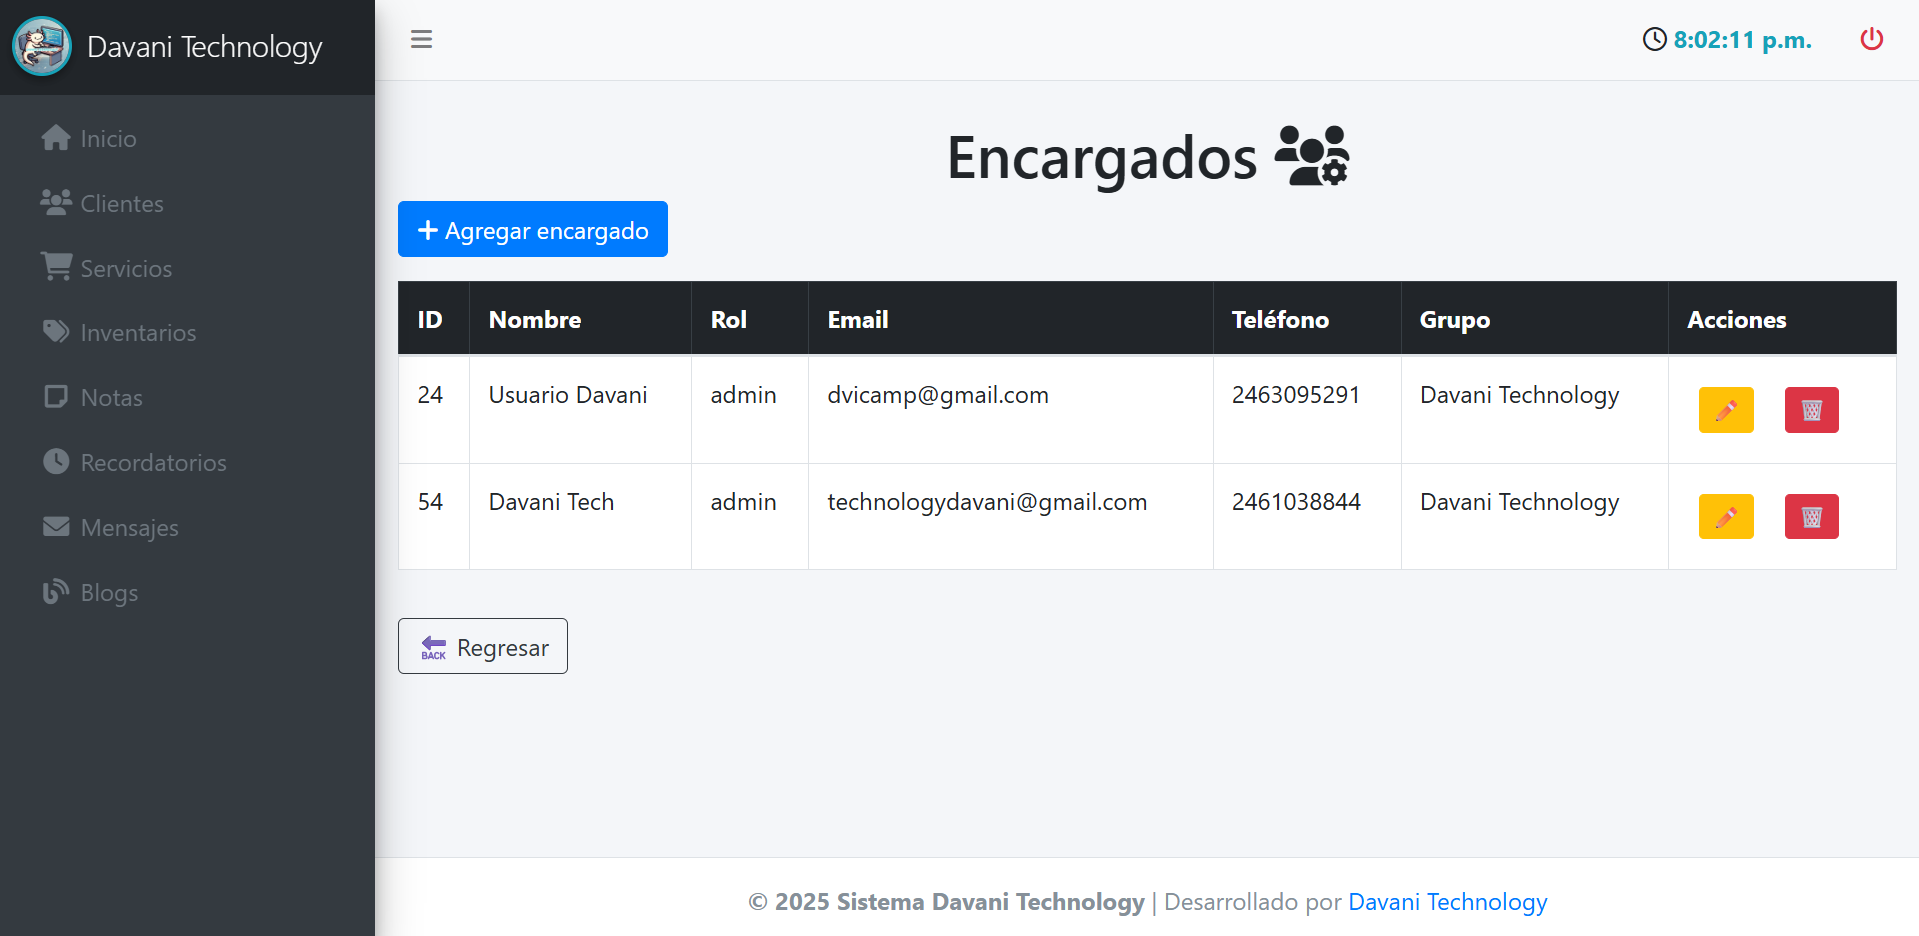 Davani Technology
8:02:11 p.m.
Inicio
Clientes
Servicios
Inventarios
Notas
Recordatorios
Mensajes
Blogs
Encargados
Agregar encargado
ID Nombre Rol Email Teléfono Grupo Acciones
24 Usuario Davani admin dvicamp@gmail.com 2463095291 Davani Technology
54 Davani Tech admin technologydavani@gmail.com 2461038844 Davani Technology
BACK Regresar
© 2025 Sistema Davani Technology | Desarrollado por Davani Technology